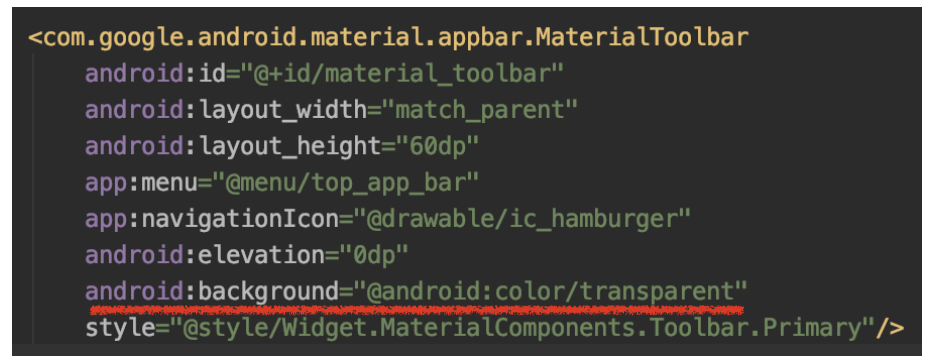 <com.google.android.material.appbar.MaterialToolbar
android:id="@+id/material_toolbar"
android:layout_width="match_parent"
android:layout_height="60dp"
app:menu="@menu/top_app_bar"
app:navigationIcon="@drawable/ic_hamburger"
android:elevation="0dp"
android:background="@android:color/transparent"
style="@style/Widget.MaterialComponents.Toolbar.Primary"/>